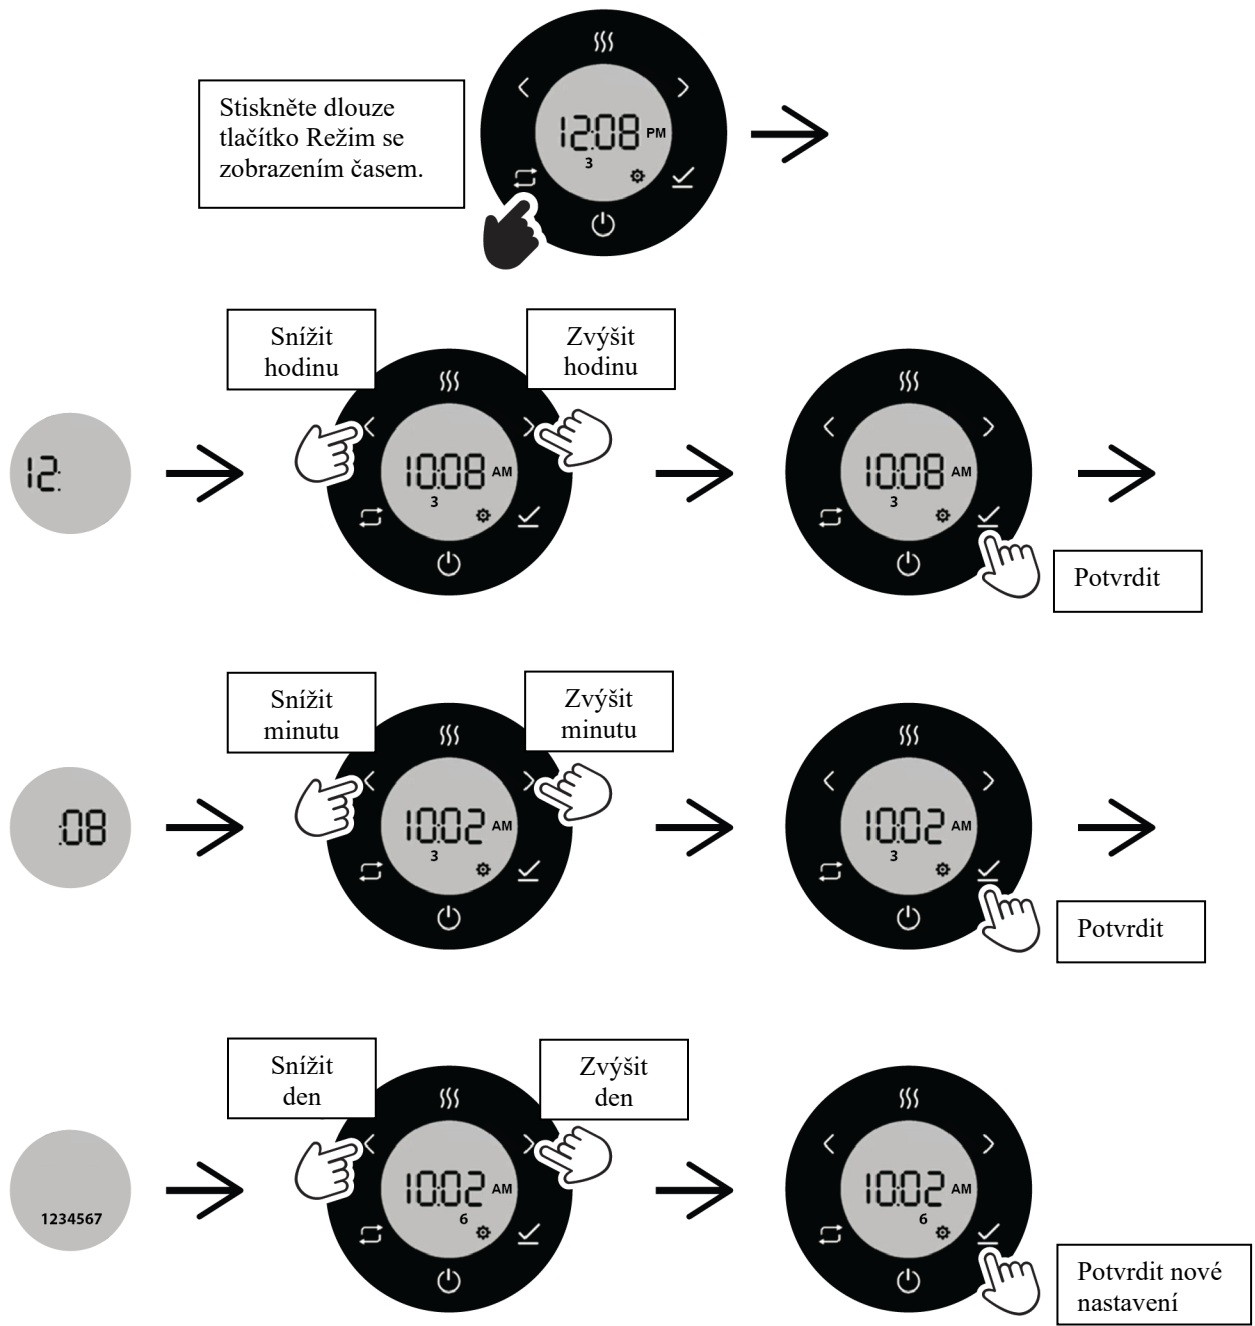 Stiskněte dlouze
tlačítko Režim se
zobrazením časem.
12:08 PM
3
Snížit
hodinu
Zvýšit
hodinu
12:
10:08 AM
3
10:08 AM
3
Potvrdit
Snížit
minutu
Zvýšit
minutu
:08
10:02 AM
3
10:02 AM
3
Potvrdit
Snížit
den
Zvýšit
den
1234567
10:02 AM
6
10:02 AM
6
Potvrdit nové
nastavení